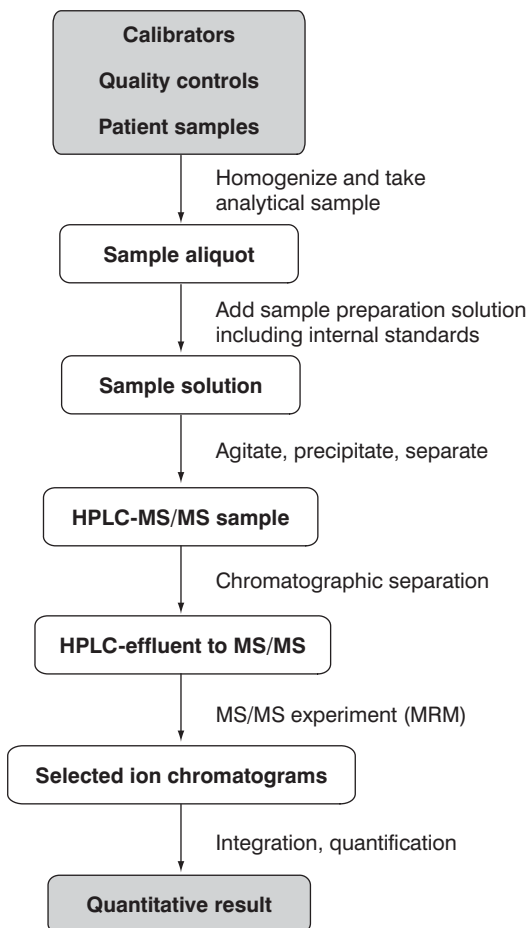 Calibrators
Quality controls
Patient samples
Homogenize and take
analytical sample
Sample aliquot
Add sample preparation solution
including internal standards
Sample solution
Agitate, precipitate, separate
HPLC-MS/MS sample
Chromatographic separation
HPLC-effluent to MS/MS
MS/MS experiment (MRM)
Selected ion chromatograms
Integration, quantification
Quantitative result